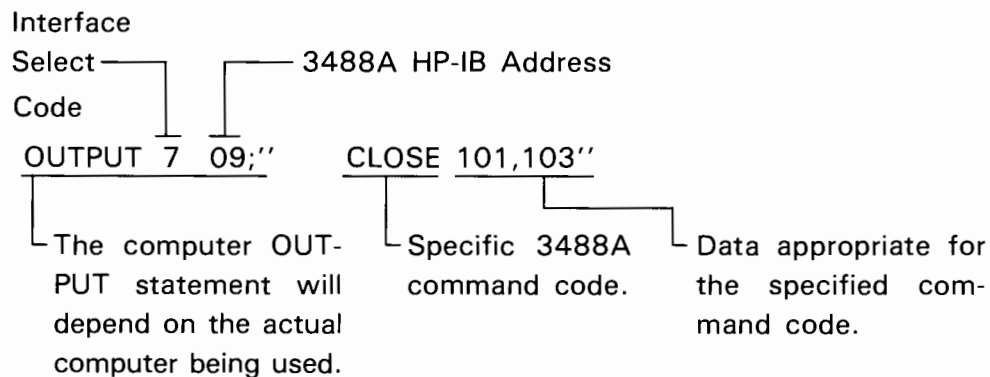 Interface
Select
3488A HP-IB Address
Code
OUTPUT 7 09;'' CLOSE 101,103''
The computer OUT-
PUT statement will
depend on the actual
computer being used.
Specific 3488A
command code.
Data appropriate for
the specified com-
mand code.